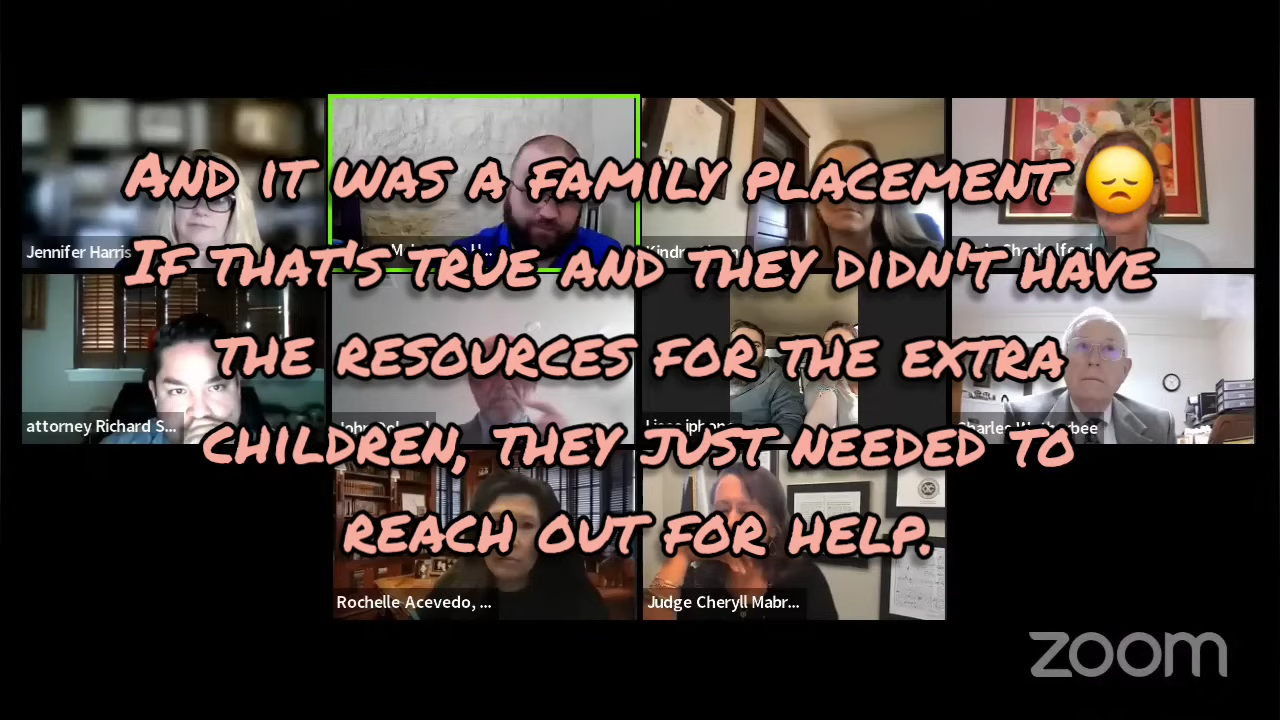 AND IT WAS A FAMILY PLACEMENT 😞
IF THAT'S TRUE AND THEY DIDN'T HAVE
THE RESOURCES FOR THE EXTRA
CHILDREN, THEY JUST NEEDED TO
REACH OUT FOR HELP.
Jennifer Harris
attorney Richard S...
iphone
Charles W
Rochelle Acevedo, ...
Judge Cheryll Mabr...
zoom